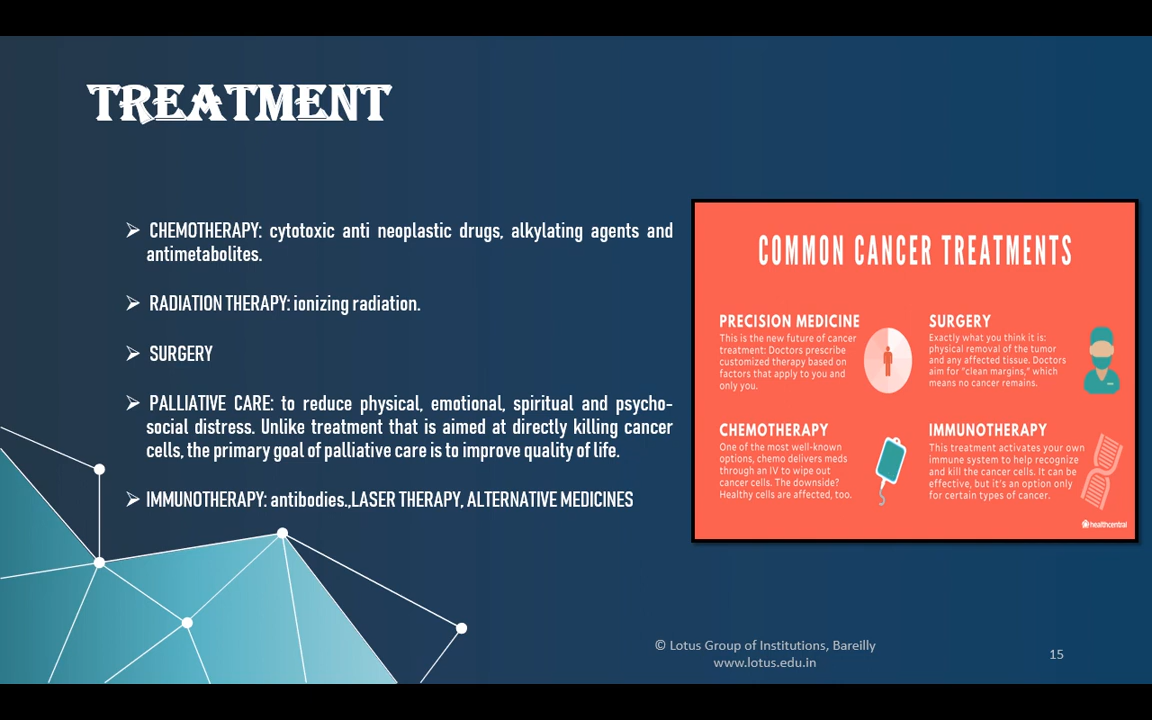 TREATMENT
➢ CHEMOTHERAPY: cytotoxic anti neoplastic drugs, alkylating agents and
antimetabolites.
➢ RADIATION THERAPY: ionizing radiation.
➢ SURGERY
➢ PALLIATIVE CARE: to reduce physical, emotional, spiritual and psycho-
social distress. Unlike treatment that is aimed at directly killing cancer
cells, the primary goal of palliative care is to improve quality of life.
➢ IMMUNOTHERAPY: antibodies.,LASER THERAPY, ALTERNATIVE MEDICINES
COMMON CANCER TREATMENTS
PRECISION MEDICINE
This is the new future of cancer
treatment: Doctors prescribe
customized therapy based on
factors that apply to you and
only you.
SURGERY
Exactly what you think it is:
physical removal of the tumor
and any affected tissue. Doctors
aim for "clean margins," which
means no cancer remains.
CHEMOTHERAPY
One of the most well-known
options, chemo delivers meds
through an IV to wipe out
cancer cells. The downside?
Healthy cells are affected, too.
IMMUNOTHERAPY
This treatment activates your own
immune system to help recognize
and kill the cancer cells. It can be
effective, but it's an option only
for certain types of cancer.
healthcentral
© Lotus Group of Institutions, Bareilly
www.lotus.edu.in
15